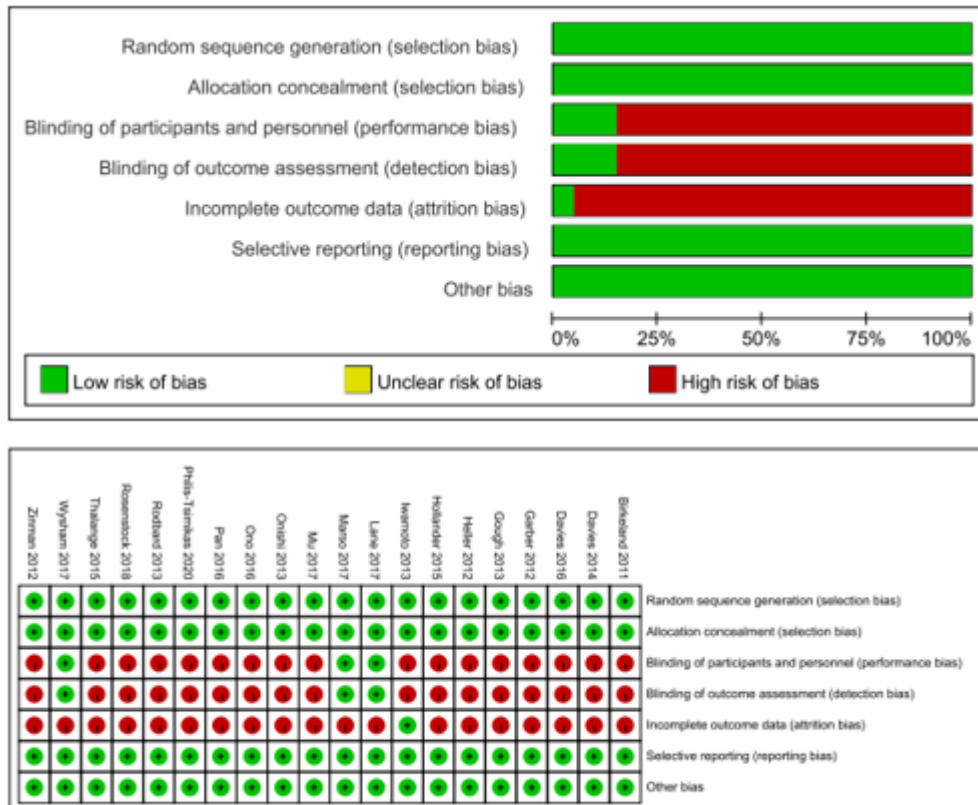 Random sequence generation (selection bias)
Allocation concealment (selection bias)
Blinding of participants and personnel (performance bias)
Blinding of outcome assessment (detection bias)
Incomplete outcome data (attrition bias)
Selective reporting (reporting bias)
Other bias
0% 25% 50% 75% 100%
Low risk of bias Unclear risk of bias High risk of bias
Zinman 2012
Wysham 2017
Thalange 2015
Rosenstock 2018
Rodbard 2013
Philis-Tsimikas 2020
Pan 2016
Ono 2016
Onishi 2013
Mu 2017
Marso 2017
Lane 2017
Iwamoto 2013
Hollander 2015
Heller 2012
Gough 2013
Garber 2012
Davies 2016
Davies 2014
Birkeland 2011
Random sequence generation (selection bias)
Allocation concealment (selection bias)
Blinding of participants and personnel (performance bias)
Blinding of outcome assessment (detection bias)
Incomplete outcome data (attrition bias)
Selective reporting (reporting bias)
Other bias